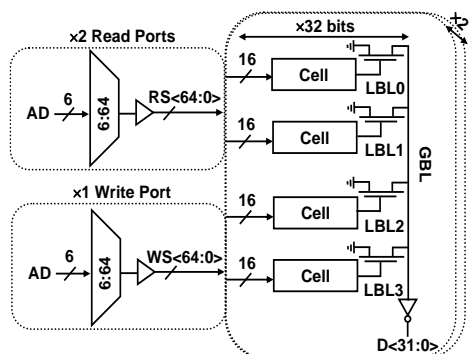 ×2 Read Ports
AD
6
6:64
RS<64:0>
×1 Write Port
AD
6
6:64
WS<64:0>
×32 bits
×2
16
Cell
LBL0
16
Cell
LBL1
GBL
16
Cell
LBL2
16
Cell
LBL3
D<31:0>